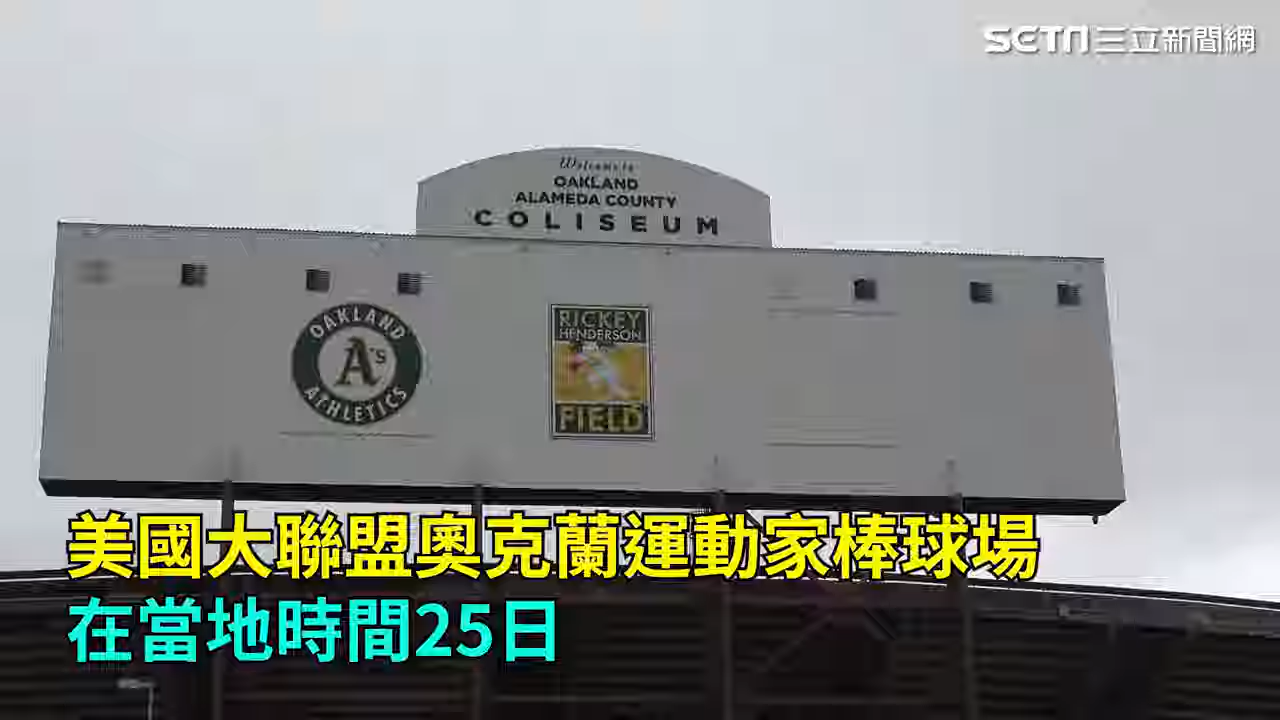 SETN三立新聞網
Welcome to
OAKLAND
ALAMEDA COUNTY
COLISEUM
OAKLAND
A's
ATHLETICS
RICKEY
HENDERSON
FIELD
美國大聯盟奧克蘭運動家棒球場
在當地時間25日